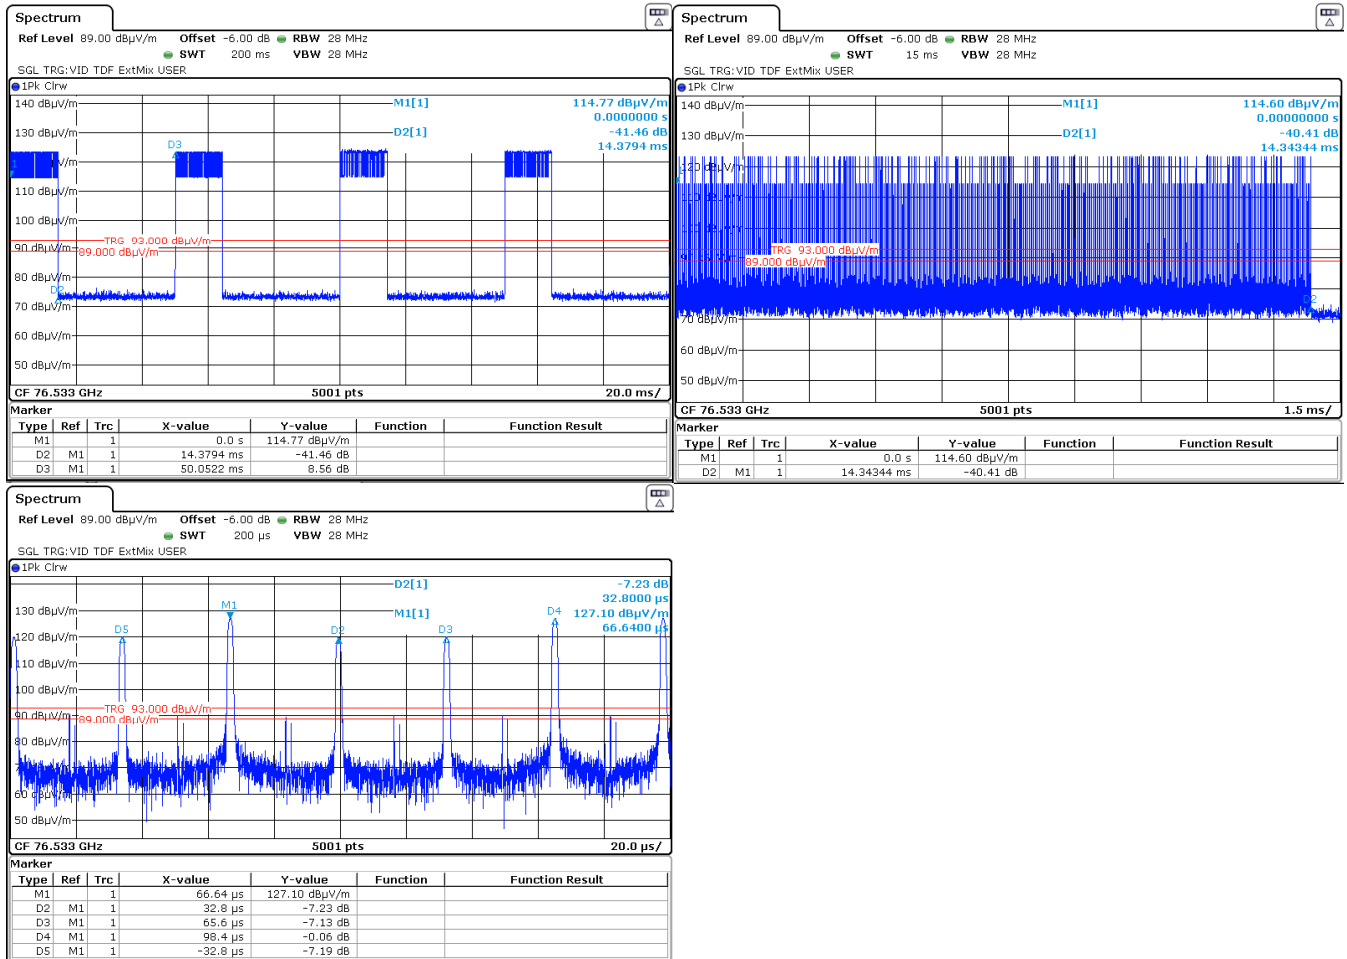 Spectrum
Ref Level 89.00 dBµV/m Offset -6.00 dB RBW 28 MHz
SWT 200 ms VBW 28 MHz
SGL TRG:VID TDF ExtMix USER
1Pk Clrw
140 dBµV/m
M1[1] 114.77 dBµV/m
0.0000000 s
130 dBµV/m
D2[1] -41.46 dB
14.3794 ms
D3
110 dBµV/m
100 dBµV/m
TRG 93.000 dBµV/m
90 dBµV/m
89.000 dBµV/m
80 dBµV/m
D2
70 dBµV/m
60 dBµV/m
50 dBµV/m
CF 76.533 GHz 5001 pts 20.0 ms/
Marker
Type Ref Trc X-value Y-value Function Function Result
M1 1 0.0 s 114.77 dBµV/m
D2 M1 1 14.3794 ms -41.46 dB
D3 M1 1 50.0522 ms 8.56 dB
Spectrum
Ref Level 89.00 dBµV/m Offset -6.00 dB RBW 28 MHz
SWT 15 ms VBW 28 MHz
SGL TRG:VID TDF ExtMix USER
1Pk Clrw
140 dBµV/m
M1[1] 114.60 dBµV/m
0.00000000 s
130 dBµV/m
D2[1] -40.41 dB
14.34344 ms
TRG 93.000 dBµV/m
89.000 dBµV/m
D2
70 dBµV/m
60 dBµV/m
50 dBµV/m
CF 76.533 GHz 5001 pts 1.5 ms/
Marker
Type Ref Trc X-value Y-value Function Function Result
M1 1 0.0 s 114.60 dBµV/m
D2 M1 1 14.34344 ms -40.41 dB
Spectrum
Ref Level 89.00 dBµV/m Offset -6.00 dB RBW 28 MHz
SWT 200 µs VBW 28 MHz
SGL TRG:VID TDF ExtMix USER
1Pk Clrw
D2[1] -7.23 dB
32.8000 µs
130 dBµV/m
M1
M1[1] D4 127.10 dBµV/m
66.6400 µs
D5 D2 D3
120 dBµV/m
110 dBµV/m
100 dBµV/m
TRG 93.000 dBµV/m
90 dBµV/m
89.000 dBµV/m
80 dBµV/m
70 dBµV/m
60 dBµV/m
50 dBµV/m
CF 76.533 GHz 5001 pts 20.0 µs/
Marker
Type Ref Trc X-value Y-value Function Function Result
M1 1 66.64 µs 127.10 dBµV/m
D2 M1 1 32.8 µs -7.23 dB
D3 M1 1 65.6 µs -7.13 dB
D4 M1 1 98.4 µs -0.06 dB
D5 M1 1 -32.8 µs -7.19 dB